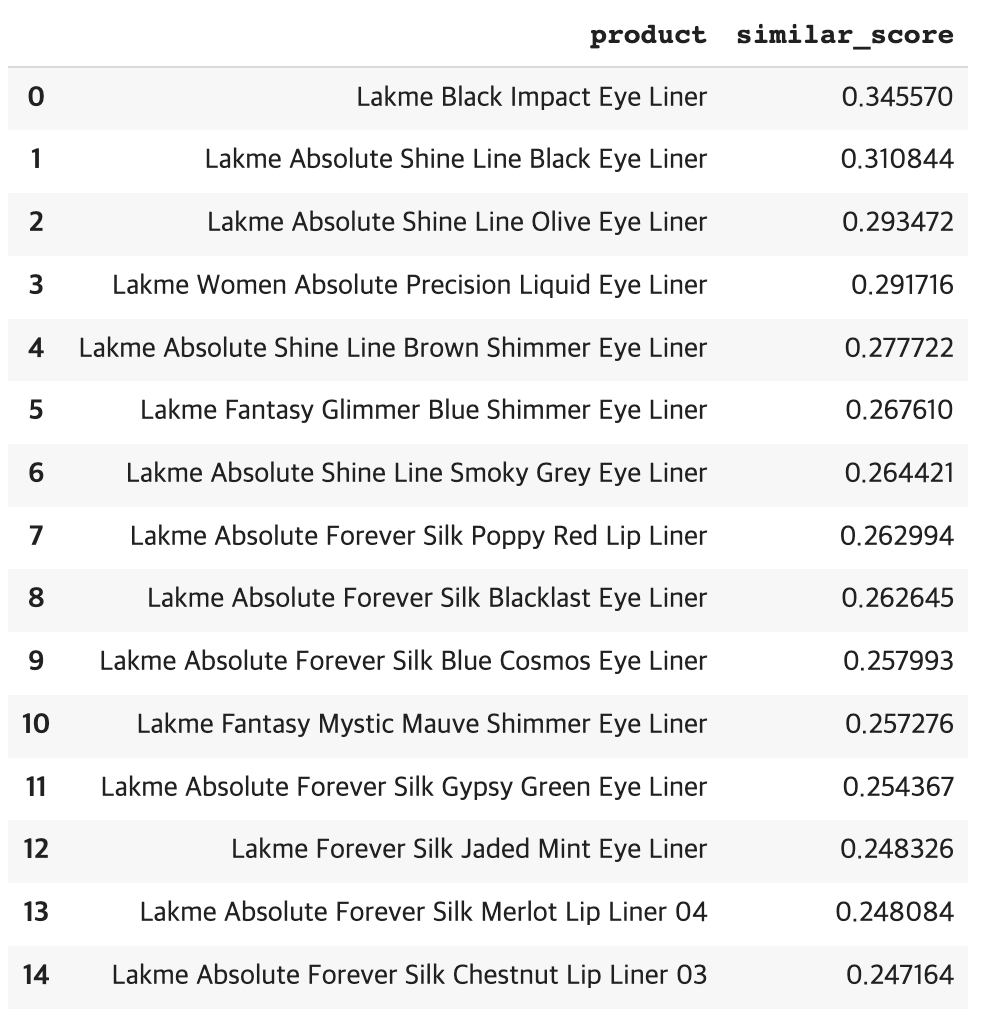 product similar_score
0 Lakme Black Impact Eye Liner 0.345570
1 Lakme Absolute Shine Line Black Eye Liner 0.310844
2 Lakme Absolute Shine Line Olive Eye Liner 0.293472
3 Lakme Women Absolute Precision Liquid Eye Liner 0.291716
4 Lakme Absolute Shine Line Brown Shimmer Eye Liner 0.277722
5 Lakme Fantasy Glimmer Blue Shimmer Eye Liner 0.267610
6 Lakme Absolute Shine Line Smoky Grey Eye Liner 0.264421
7 Lakme Absolute Forever Silk Poppy Red Lip Liner 0.262994
8 Lakme Absolute Forever Silk Blacklast Eye Liner 0.262645
9 Lakme Absolute Forever Silk Blue Cosmos Eye Liner 0.257993
10 Lakme Fantasy Mystic Mauve Shimmer Eye Liner 0.257276
11 Lakme Absolute Forever Silk Gypsy Green Eye Liner 0.254367
12 Lakme Forever Silk Jaded Mint Eye Liner 0.248326
13 Lakme Absolute Forever Silk Merlot Lip Liner 04 0.248084
14 Lakme Absolute Forever Silk Chestnut Lip Liner 03 0.247164